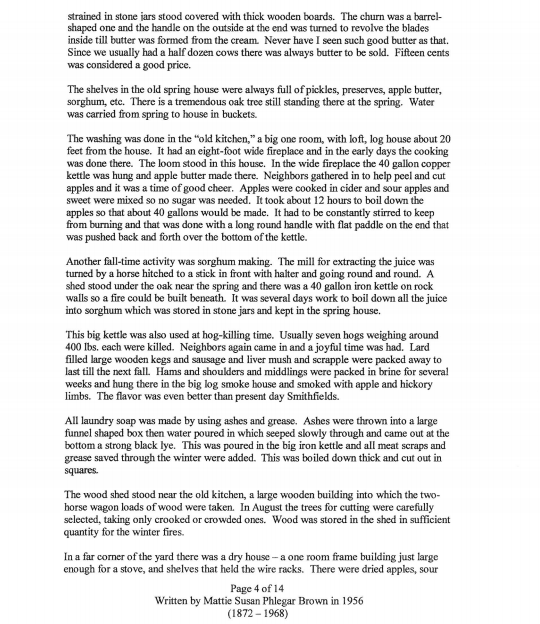 strained in stone jars stood covered with thick wooden boards.  The churn was a barrel-
shaped one and the handle on the outside at the end was turned to revolve the blades
inside till butter was formed from the cream.  Never have I seen such good butter as that.
Since we usually had a half dozen cows there was always butter to be sold.  Fifteen cents
was considered a good price.

The shelves in the old spring house were always full of pickles, preserves, apple butter,
sorghum, etc.  There is a tremendous oak tree still standing there at the spring.  Water
was carried from spring to house in buckets.

The washing was done in the “old kitchen,” a big one room, with loft, log house about 20
feet from the house.  It had an eight-foot wide fireplace and in the early days the cooking
was done there.  The loom stood in this house.  In the wide fireplace the 40 gallon copper
kettle was hung and apple butter made there.  Neighbors gathered in to help peel and cut
apples and it was a time of good cheer.  Apples were cooked in cider and sour apples and
sweet were mixed so no sugar was needed.  It took about 12 hours to boil down the
apples so that about 40 gallons would be made.  It had to be constantly stirred to keep
from burning and that was done with a long round handle with flat paddle on the end that
was pushed back and forth over the bottom of the kettle.

Another fall-time activity was sorghum making.  The mill for extracting the juice was
turned by a horse hitched to a stick in front with halter and going round and round.  A
shed stood under the oak near the spring and there was a 40 gallon iron kettle on rock
walls so a fire could be built beneath.  It was several days work to boil down all the juice
into sorghum which was stored in stone jars and kept in the spring house.

This big kettle was also used at hog-killing time.  Usually seven hogs weighing around
400 lbs. each were killed.  Neighbors again came in and a joyful time was had.  Lard
filled large wooden kegs and sausage and liver mush and scrapple were packed away to
last till the next fall.  Hams and shoulders and middlings were packed in brine for several
weeks and hung there in the big log smoke house and smoked with apple and hickory
limbs.  The flavor was even better than present day Smithfields.

All laundry soap was made by using ashes and grease.  Ashes were thrown into a large
funnel shaped box then water poured in which seeped slowly through and came out at the
bottom a strong black lye.  This was poured in the big iron kettle and all meat scraps and
grease saved through the winter were added.  This was boiled down thick and cut out in
squares.

The wood shed stood near the old kitchen, a large wooden building into which the two-
horse wagon loads of wood were taken.  In August the trees for cutting were carefully
selected, taking only crooked or crowded ones.  Wood was stored in the shed in sufficient
quantity for the winter fires.

In a far corner of the yard there was a dry house – a one room frame building just large
enough for a stove, and shelves that held the wire racks.  There were dried apples, sour

Page 4 of 14
Written by Mattie Susan Phlegar Brown in 1956
(1872 – 1968)